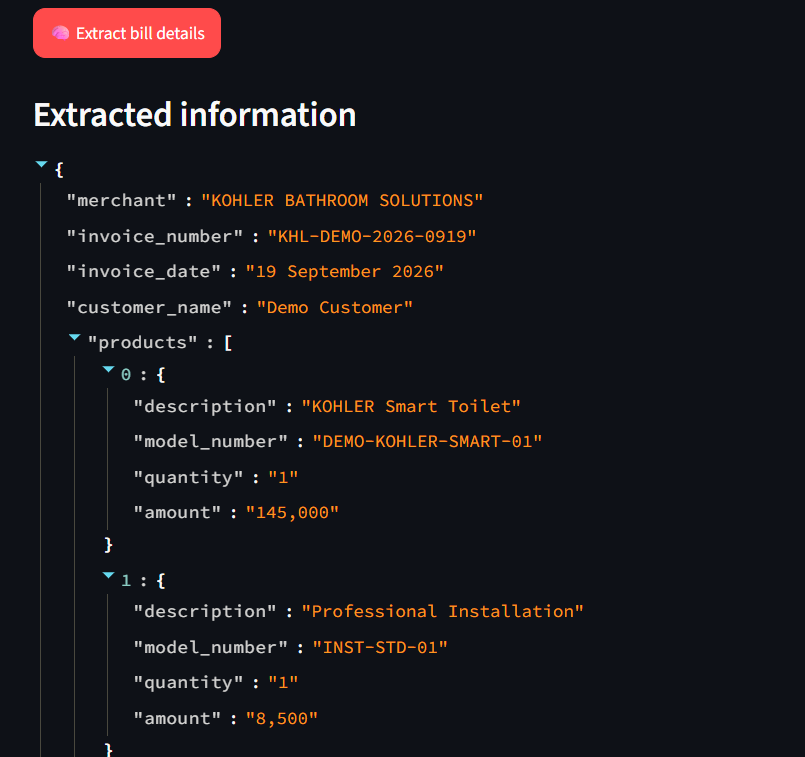 Extract bill details
Extracted information
{
"merchant" : "KOHLER BATHROOM SOLUTIONS"
"invoice_number" : "KHL-DEMO-2026-0919"
"invoice_date" : "19 September 2026"
"customer_name" : "Demo Customer"
"products" : [
0 : {
"description" : "KOHLER Smart Toilet"
"model_number" : "DEMO-KOHLER-SMART-01"
"quantity" : "1"
"amount" : "145,000"
}
1 : {
"description" : "Professional Installation"
"model_number" : "INST-STD-01"
"quantity" : "1"
"amount" : "8,500"
}